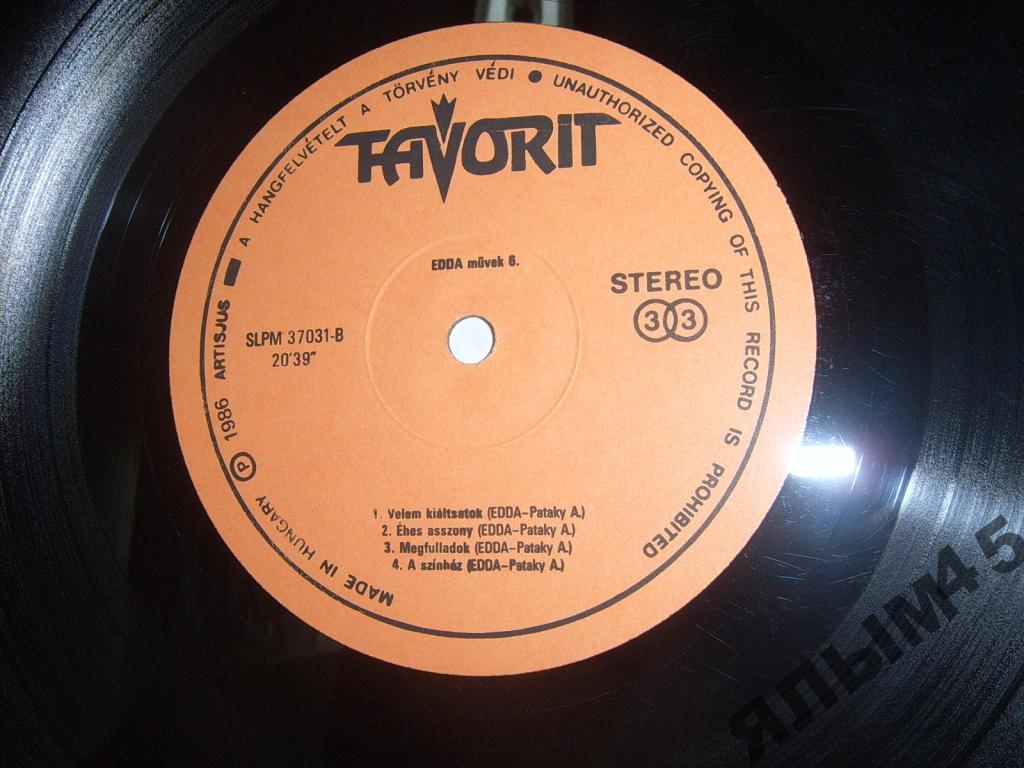 MADE IN HUNGARY Ⓟ 1986 ARTISJUS ▬ A HANGFELVÉTELT A TÖRVÉNY VÉDI ● UNAUTHORIZED COPYING OF THIS RECORD IS PROHIBITED
FAVORIT
EDDA művek 6.
STEREO
33
SLPM 37031-B
20'39"
1. Velem kiáltsatok (EDDA-Pataky A.)
2. Éhes asszony (EDDA-Pataky A.)
3. Megfulladok (EDDA-Pataky A.)
4. A színház (EDDA-Pataky A.)
ЯЛЫМ45